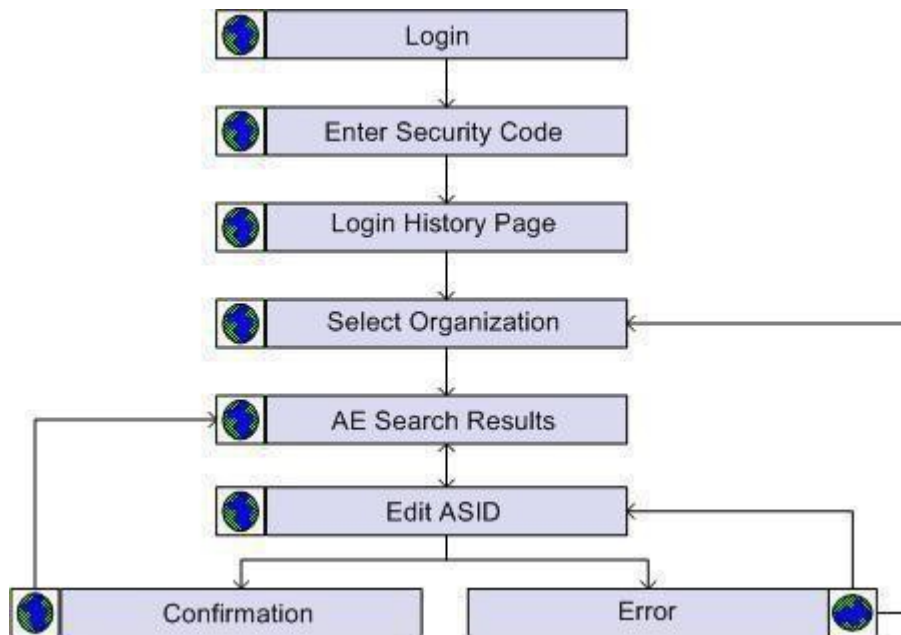 Login
Enter Security Code
Login History Page
Select Organization
AE Search Results
Edit ASID
Confirmation
Error